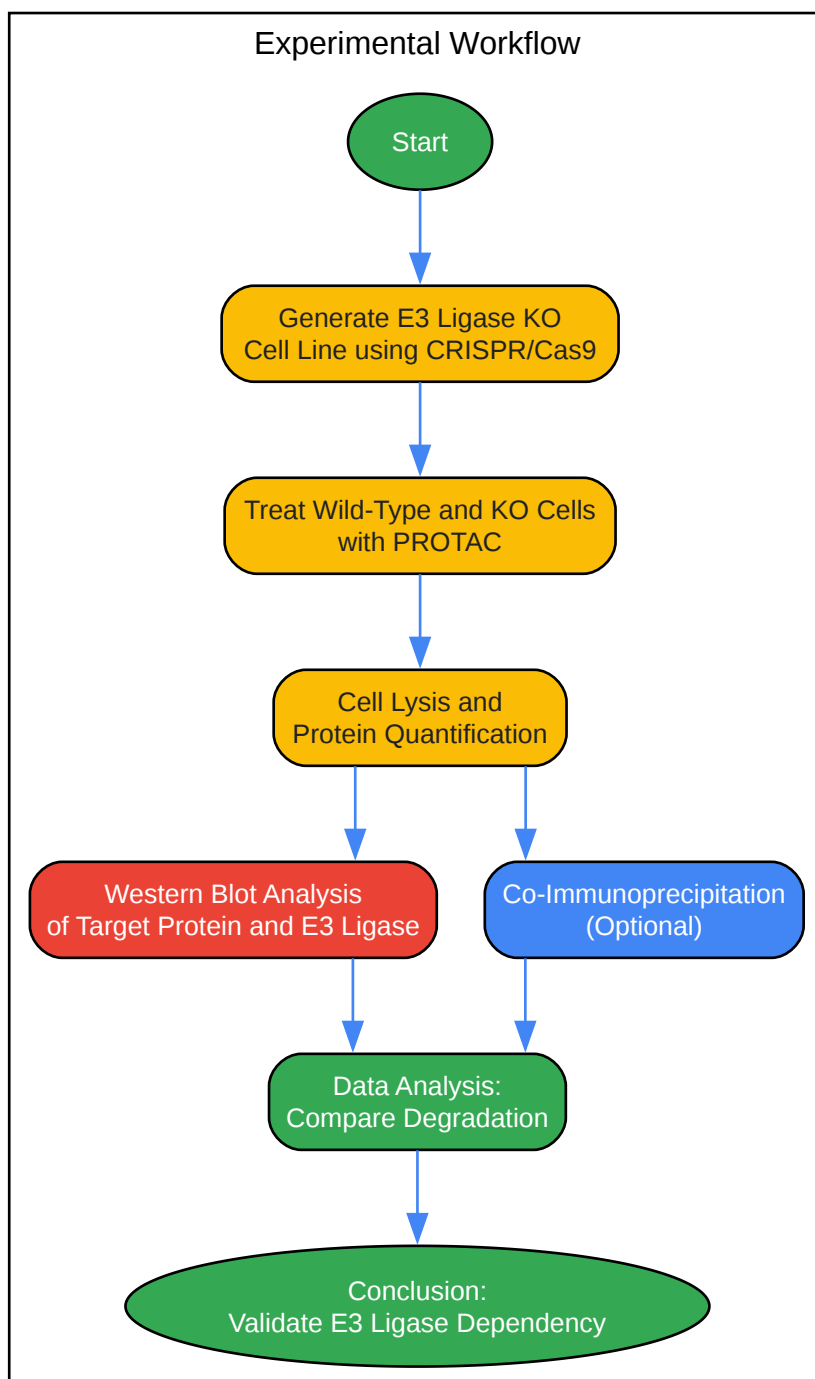 Experimental Workflow
Start
Generate E3 Ligase KO
Cell Line using CRISPR/Cas9
Treat Wild-Type and KO Cells
with PROTAC
Cell Lysis and
Protein Quantification
Western Blot Analysis
of Target Protein and E3 Ligase
Co-Immunoprecipitation
(Optional)
Data Analysis:
Compare Degradation
Conclusion:
Validate E3 Ligase Dependency